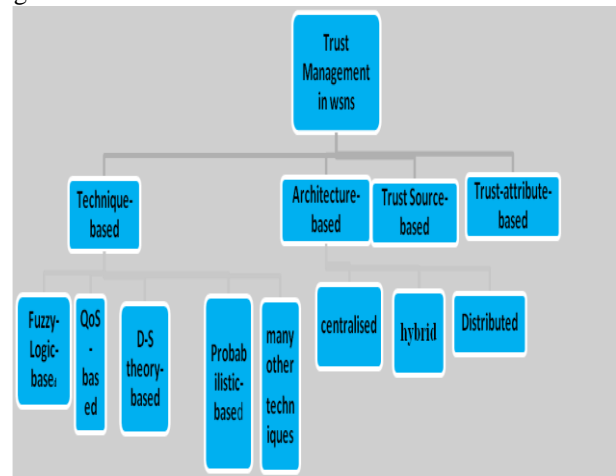 g
Trust
Management
in wsns
Technique-
based
Architecture-
based
Trust Source-
based
Trust-attribute-
based
Fuzzy-
Logic-
based
QoS
-
bas
ed
D-S
theory-
based
Probab
ilistic-
based
many
other
techn
iques
centralised
hybrid
Distributed